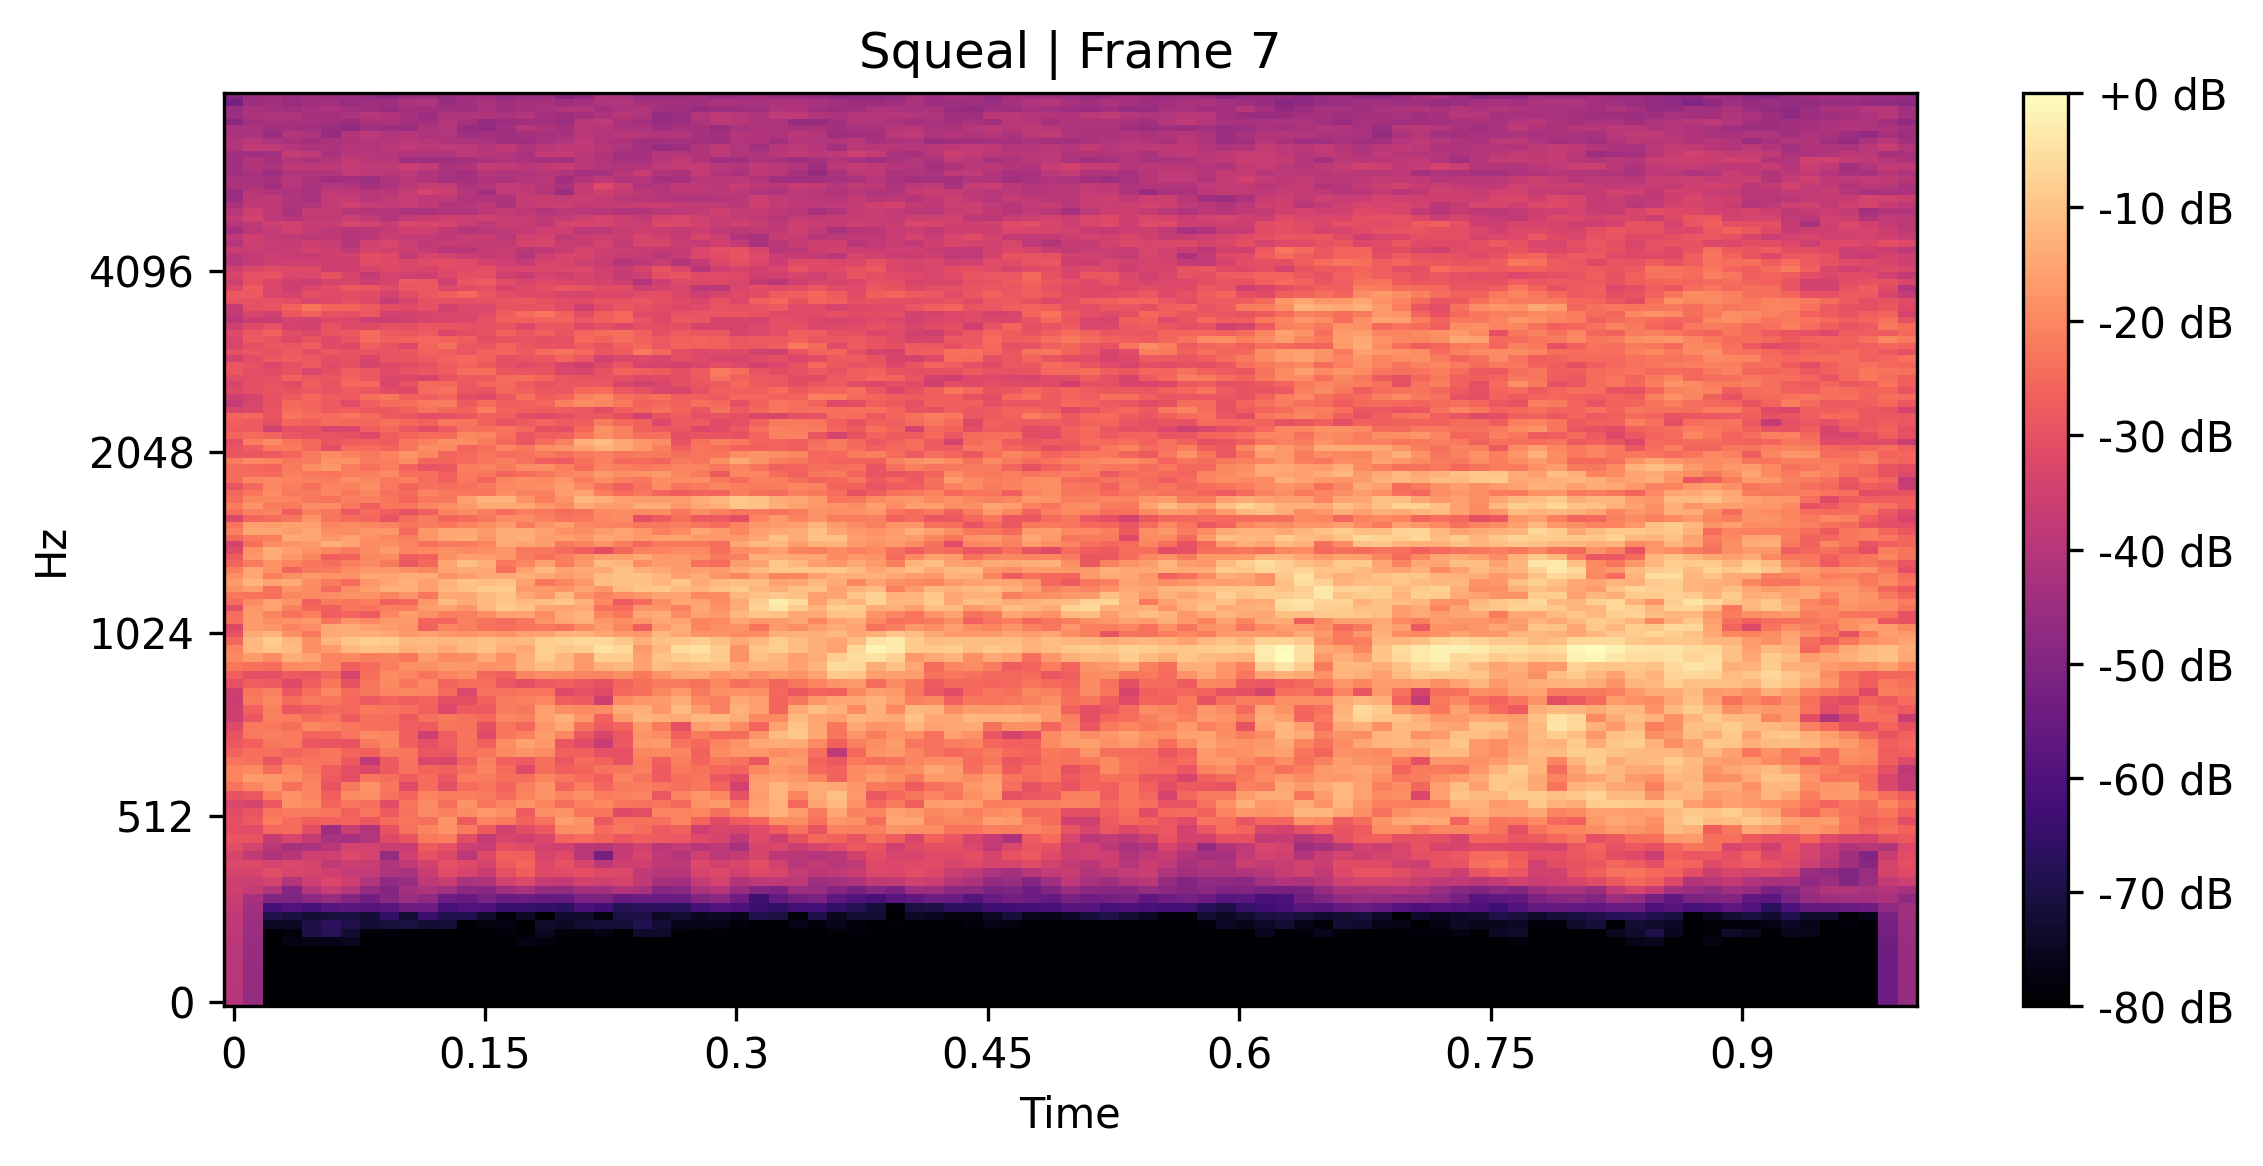 Squeal | Frame 7
+0 dB
-10 dB
-20 dB
-30 dB
-40 dB
-50 dB
-60 dB
-70 dB
-80 dB
Hz
4096
2048
1024
512
0
0 0.15 0.3 0.45 0.6 0.75 0.9
Time